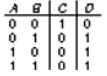 A B C D
0 0 1 0
0 1 0 1
1 0 0 1
1 1 0 1